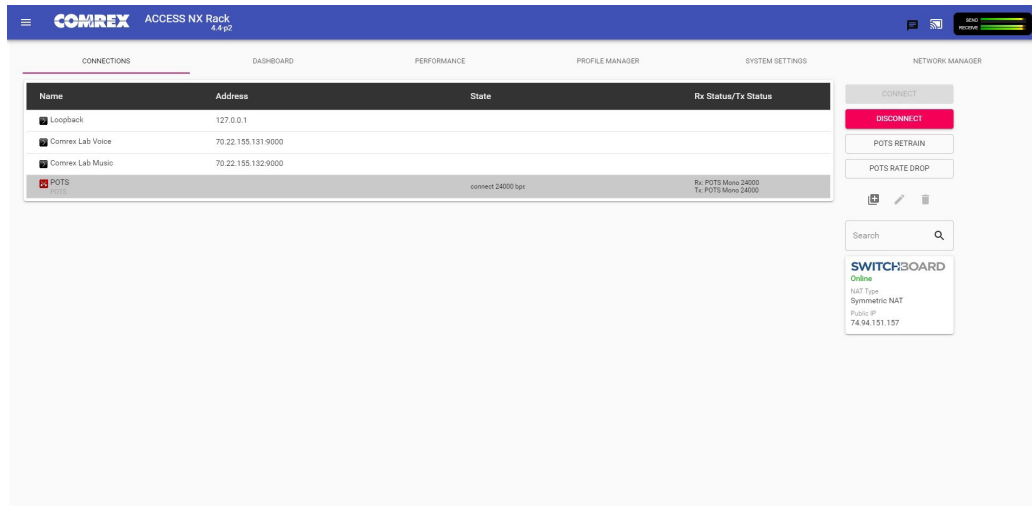 COMREX ACCESS NX Rack
4.4-p2
SEND
RECEIVE
CONNECTIONS DASHBOARD PERFORMANCE PROFILE MANAGER SYSTEM SETTINGS NETWORK MANAGER
Name Address State Rx Status/Tx Status
Loopback 127.0.0.1
Comrex Lab Voice 70.22.155.131:9000
Comrex Lab Music 70.22.155.132:9000
POTS connect 24000 bps Rx: POTS Mono 24000
POTS Tx: POTS Mono 24000
CONNECT
DISCONNECT
POTS RETRAIN
POTS RATE DROP
Search
SWITCHBOARD
Online
NAT Type
Symmetric NAT
Public IP
74.94.151.157